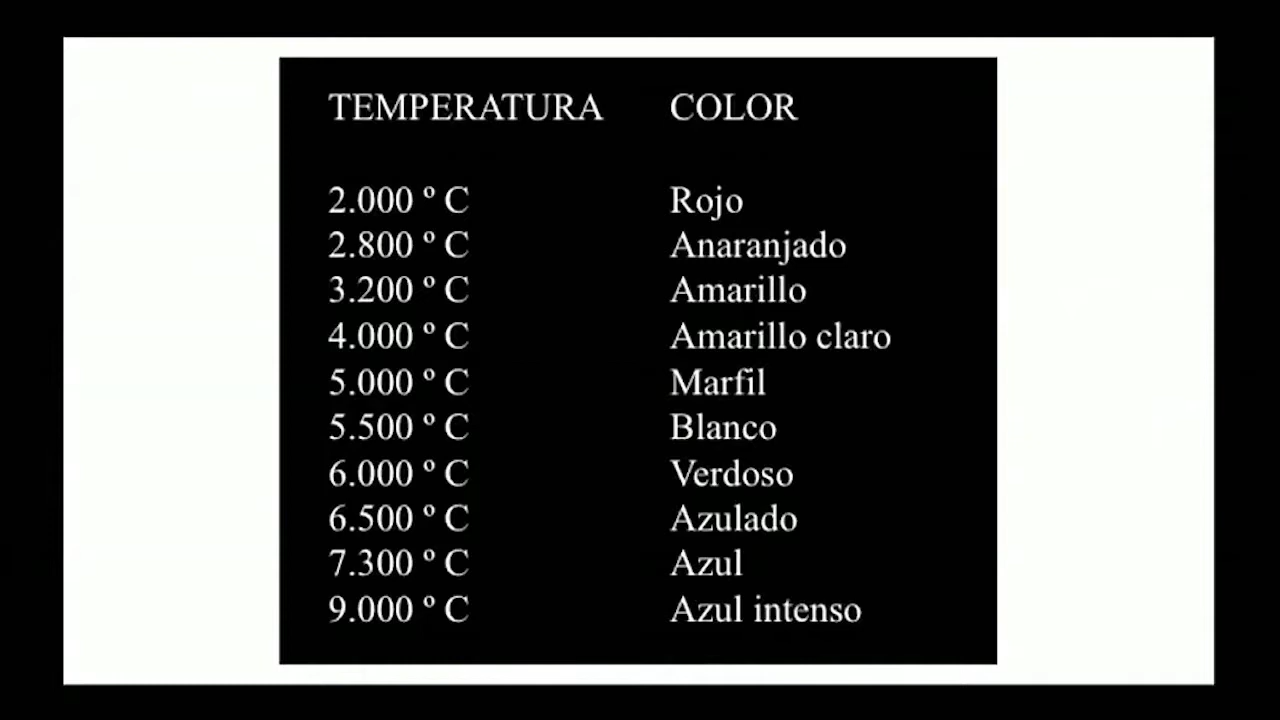 TEMPERATURA COLOR
2.000 º C Rojo
2.800 º C Anaranjado
3.200 º C Amarillo
4.000 º C Amarillo claro
5.000 º C Marfil
5.500 º C Blanco
6.000 º C Verdoso
6.500 º C Azulado
7.300 º C Azul
9.000 º C Azul intenso